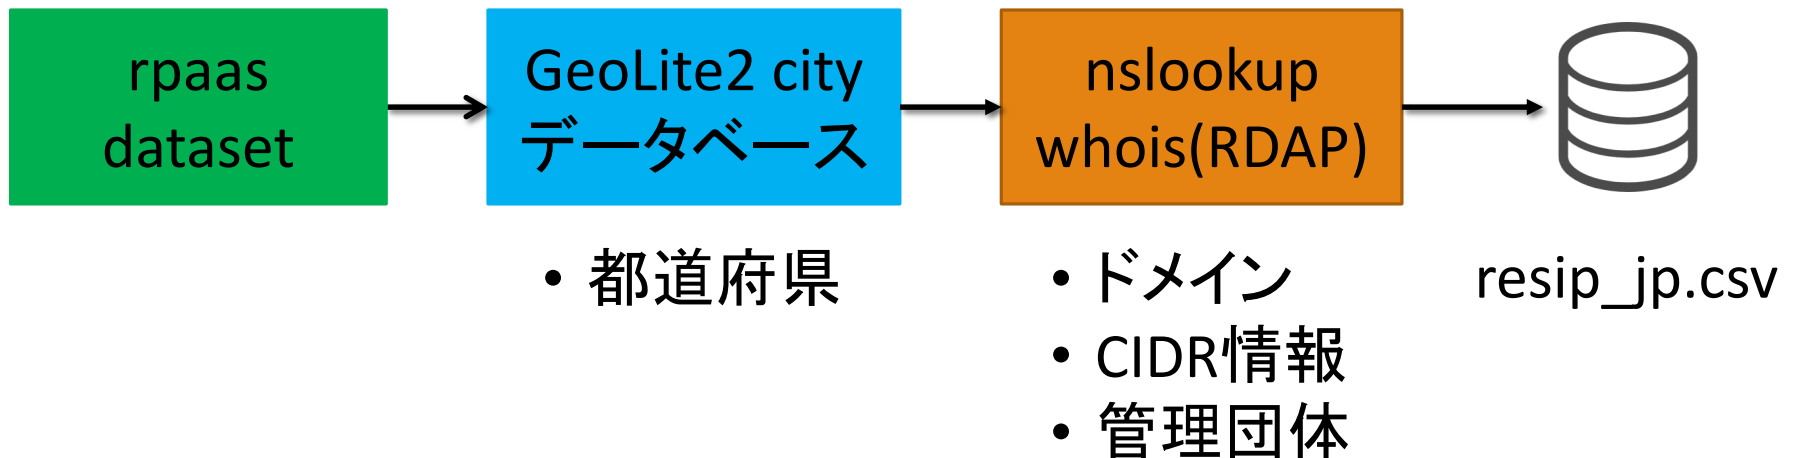 rpaas
dataset
GeoLite2 city
データベース
nslookup
whois(RDAP)
• 都道府県
• ドメイン
• CIDR情報
• 管理団体
resip_jp.csv